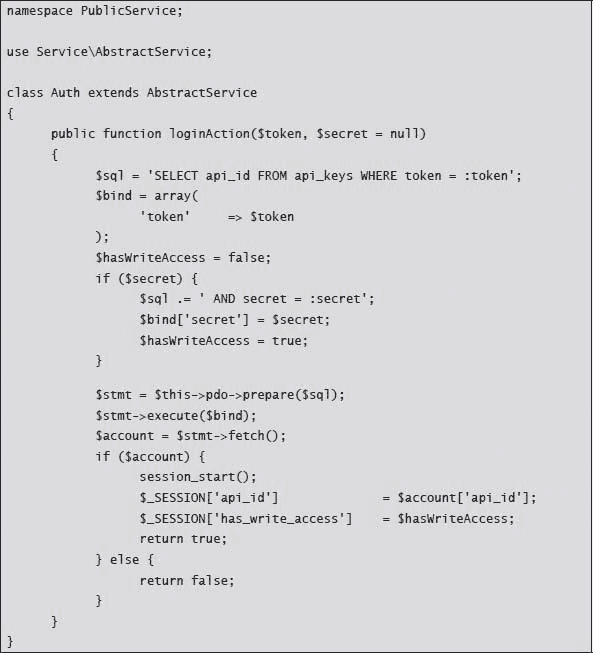 namespace PublicService;

use Service\AbstractService;

class Auth extends AbstractService
{
      public function loginAction($token, $secret = null)
      {
            $sql = 'SELECT api_id FROM api_keys WHERE token = :token';
            $bind = array(
                  'token'     => $token
            );
            $hasWriteAccess = false;
            if ($secret) {
                  $sql .= ' AND secret = :secret';
                  $bind['secret'] = $secret;
                  $hasWriteAccess = true;
            }

            $stmt = $this->pdo->prepare($sql);
            $stmt->execute($bind);
            $account = $stmt->fetch();
            if ($account) {
                  session_start();
                  $_SESSION['api_id']              = $account['api_id'];
                  $_SESSION['has_write_access']    = $hasWriteAccess;
                  return true;
            } else {
                  return false;
            }
      }
}